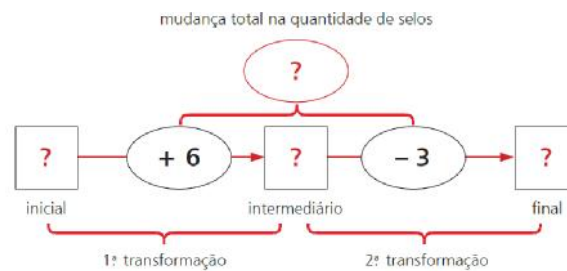 mudança total na quantidade de selos
?
? + 6 ? – 3 ?
inicial intermediário final
1ª transformação 2ª transformação